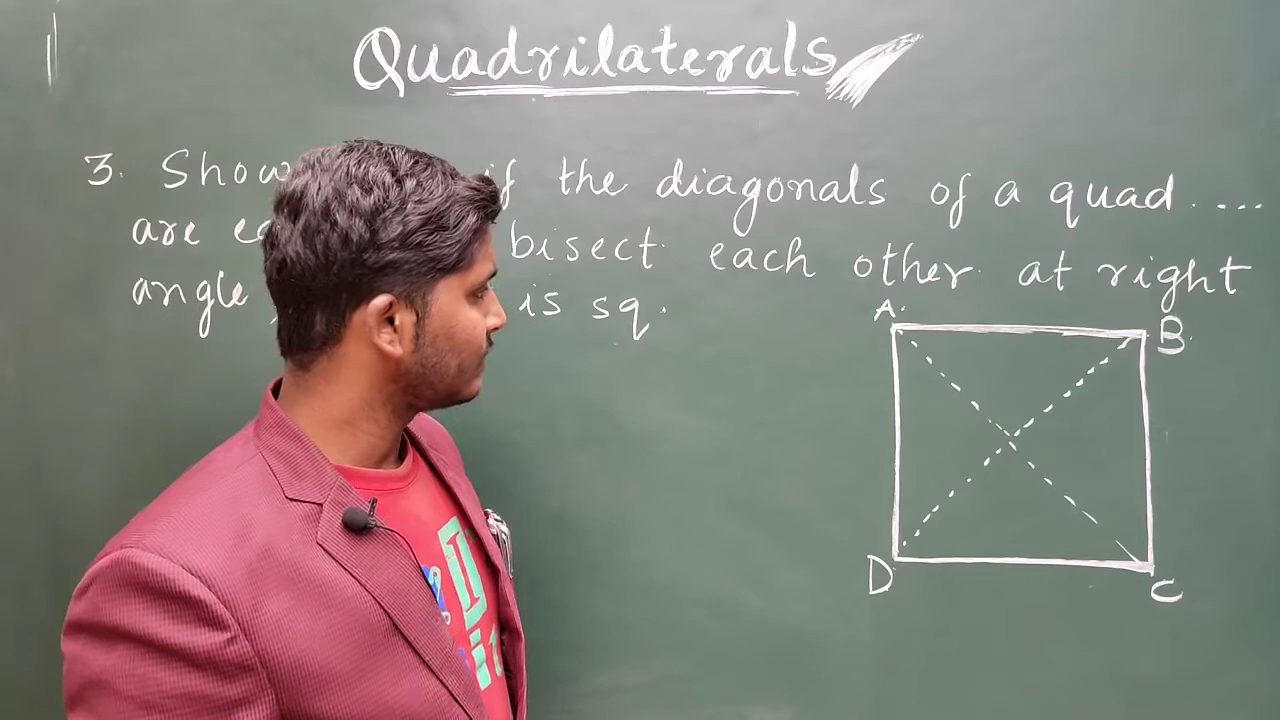 Quadrilaterals
3. Show if the diagonals of a quad....
are bisect each other at right
angle, is sq.
A
B
D
C